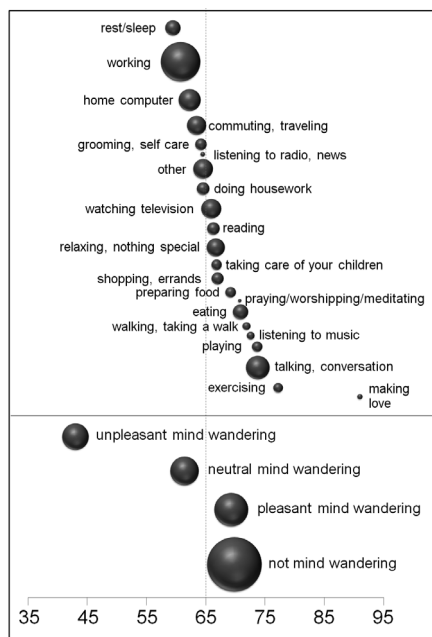 rest/sleep
working
home computer
commuting, traveling
grooming, self care
listening to radio, news
other
doing housework
watching television
reading
relaxing, nothing special
taking care of your children
shopping, errands
preparing food
praying/worshipping/meditating
eating
walking, taking a walk
listening to music
playing
talking, conversation
exercising
making
love
unpleasant mind wandering
neutral mind wandering
pleasant mind wandering
not mind wandering
35 45 55 65 75 85 95